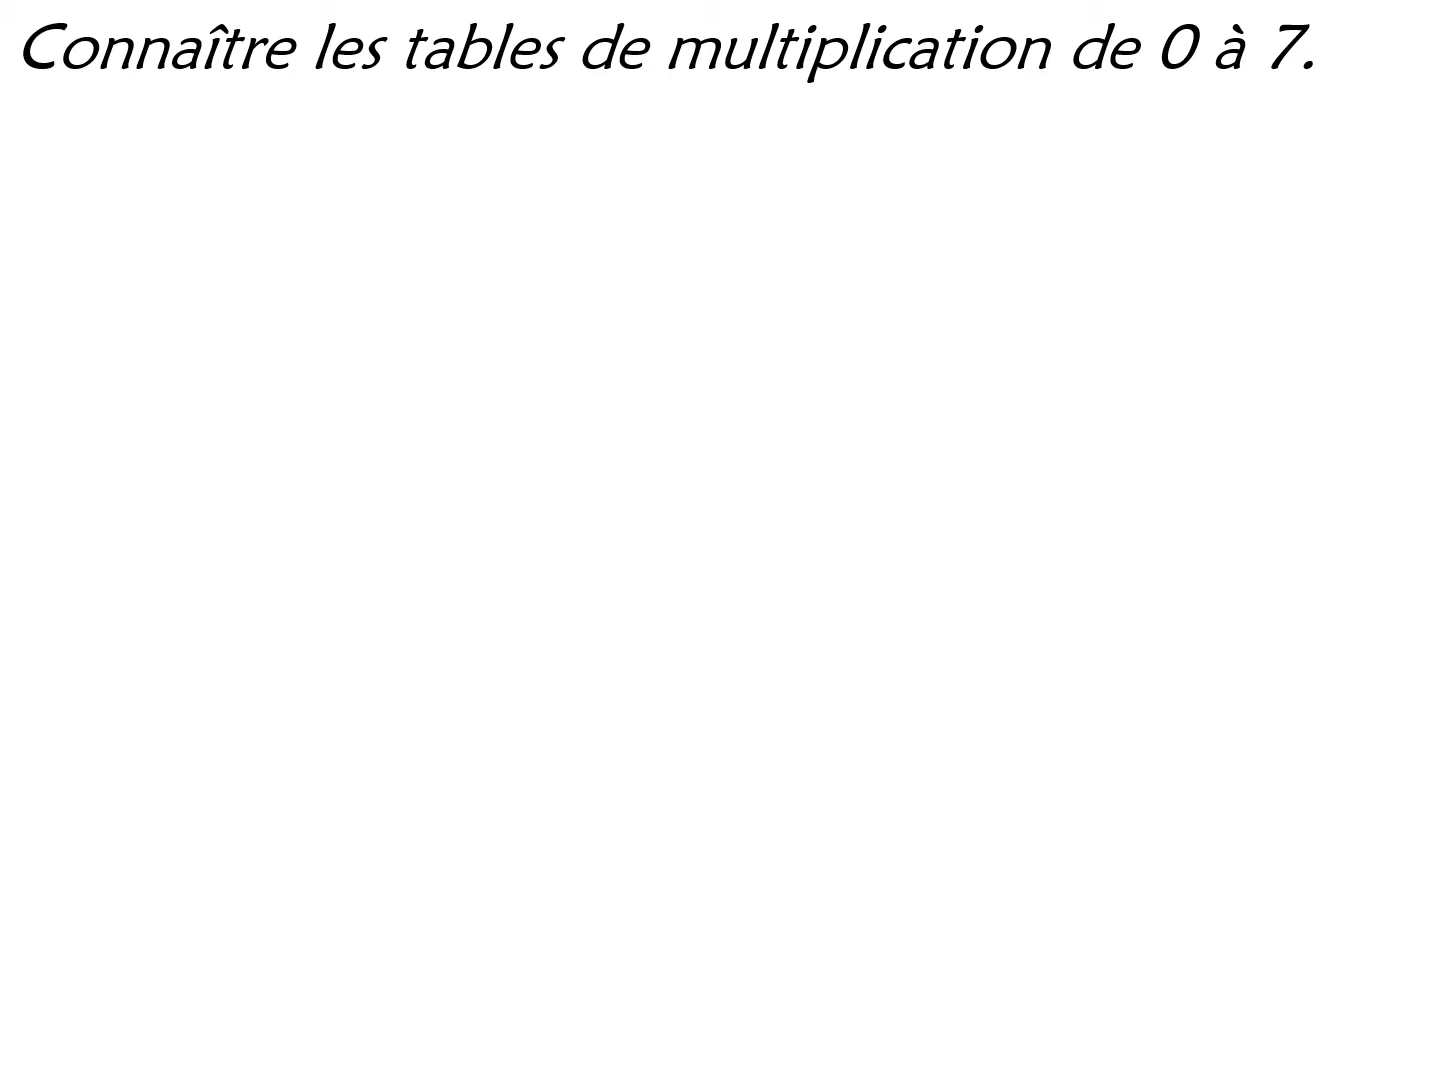 Connaître les tables de multiplication de 0 à 7.